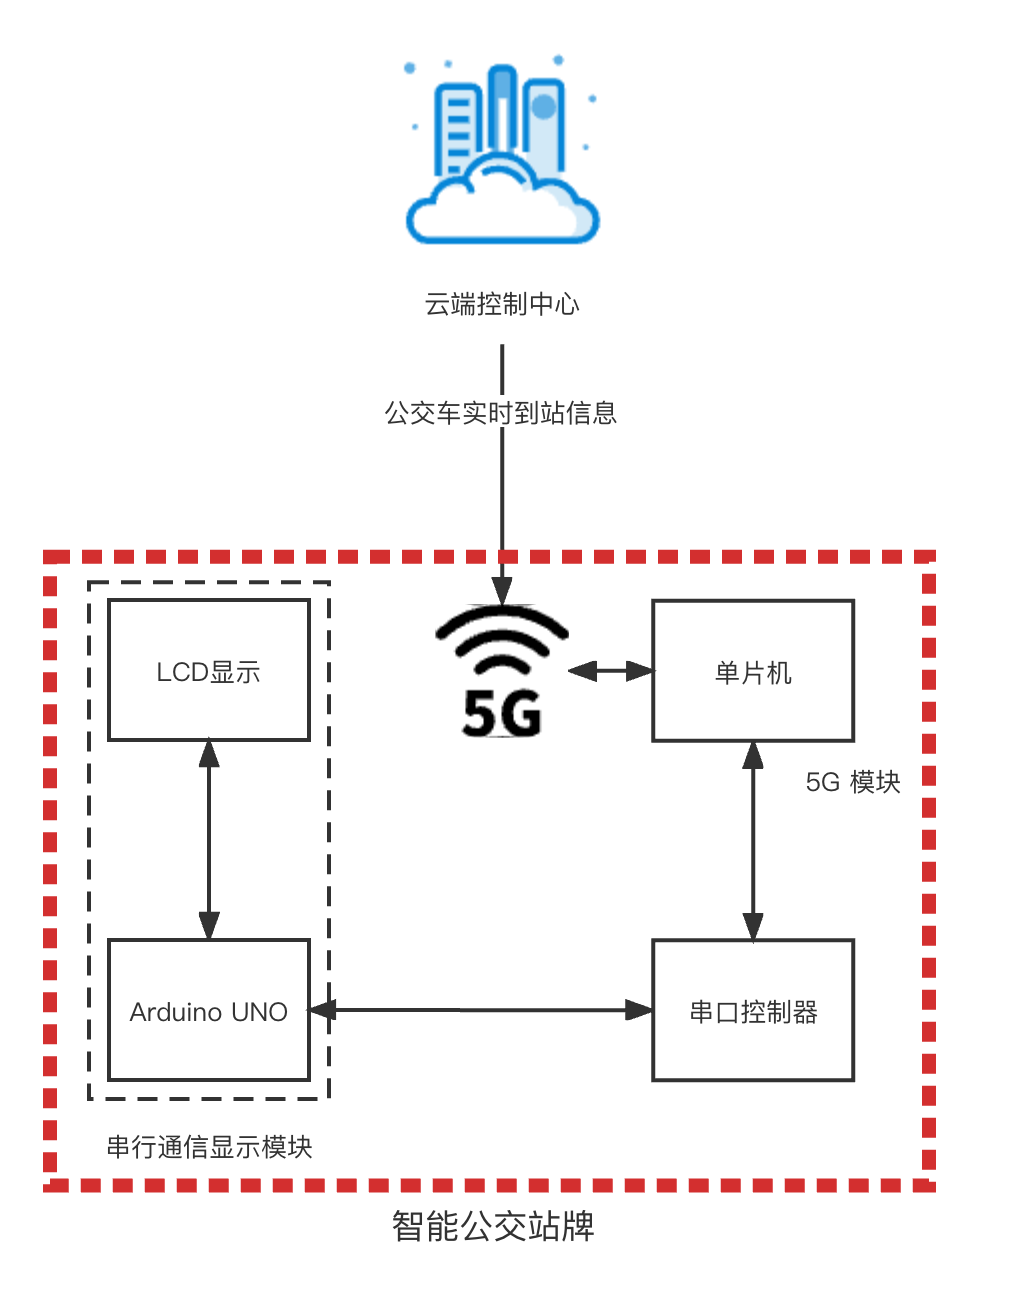 云端控制中心
公交车实时到站信息
LCD显示
5G
单片机
5G 模块
Arduino UNO
串口控制器
串行通信显示模块
智能公交站牌